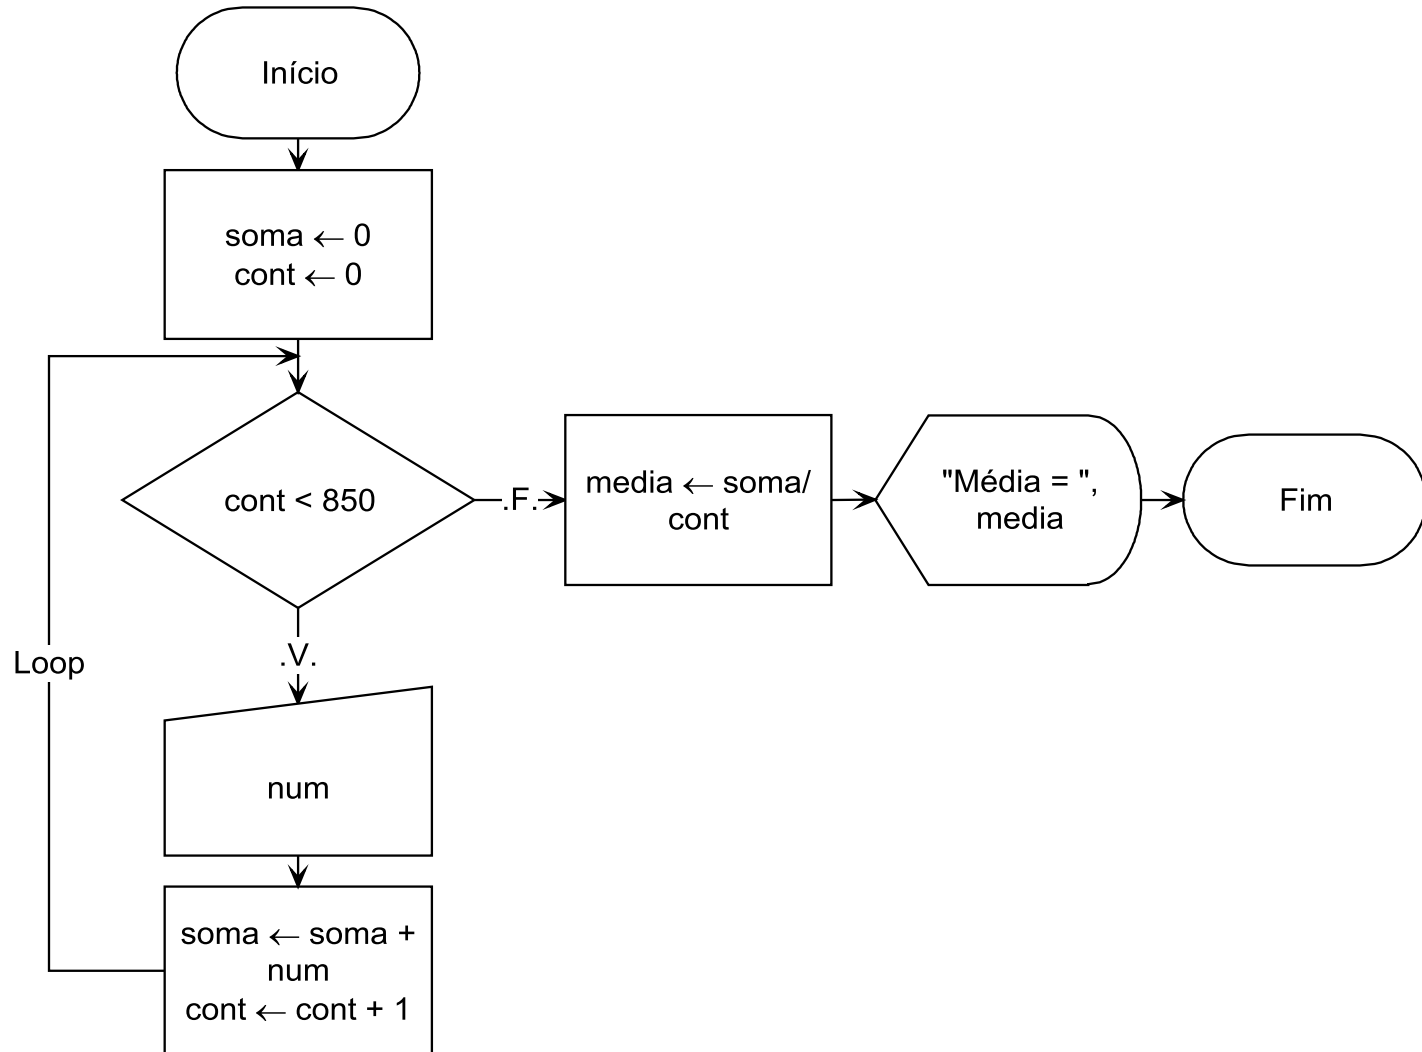 Início
soma ← 0
cont ← 0
cont < 850
.F.
media ← soma/
cont
"Média = ",
media
Fim
.V.
Loop
num
soma ← soma +
num
cont ← cont + 1